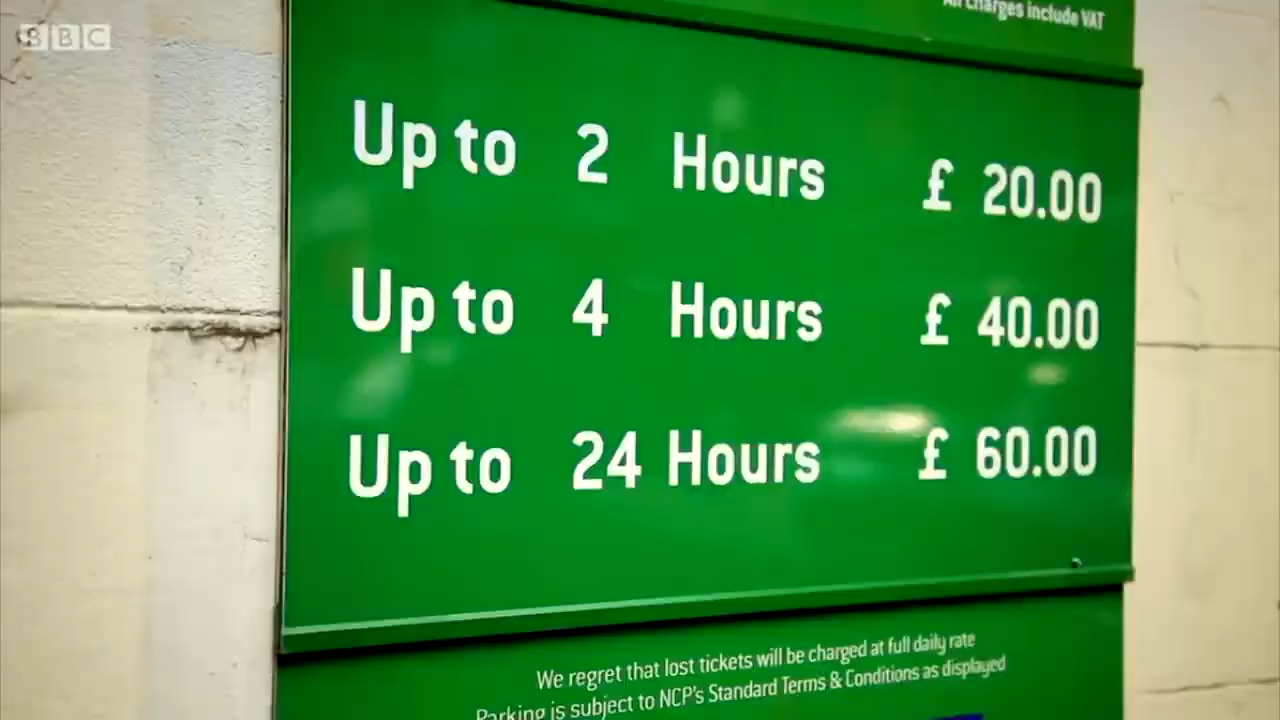 BBC
All charges include VAT
Up to 2 Hours £ 20.00
Up to 4 Hours £ 40.00
Up to 24 Hours £ 60.00
We regret that lost tickets will be charged at full daily rate
Parking is subject to NCP's Standard Terms & Conditions as displayed